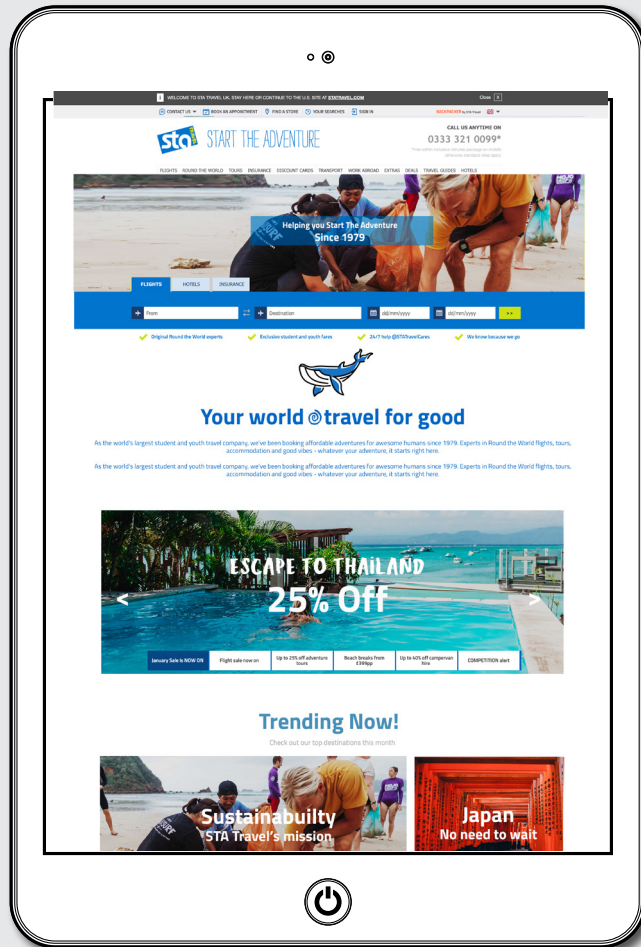 i WELCOME TO STA TRAVEL UK. STAY HERE OR CONTINUE TO THE U.S. SITE AT STATRAVEL.COM Close X
CONTACT US BOOK AN APPOINTMENT FIND A STORE YOUR SEARCHES SIGN IN BACKPACKER by STA Travel
CALL US ANYTIME ON
sta TRAVEL START THE ADVENTURE
0333 321 0099*
otherwise standard rates apply
FLIGHTS ROUND THE WORLD TOURS INSURANCE DISCOUNT CARDS TRANSPORT WORK ABROAD EXTRAS DEALS TRAVEL GUIDES HOTELS
Helping you Start The Adventure
Since 1979
FLIGHTS HOTELS INSURANCE
From Destination dd/mm/yyyy dd/mm/yyyy >>
Original Round the World experts Exclusive student and youth fares 24/7 help @STATravelCares We know because we go
Your world travel for good
As the world's largest student and youth travel company, we've been booking affordable adventures for awesome humans since 1979. Experts in Round the World flights, tours,
accommodation and good vibes - whatever your adventure, it starts right here.
As the world's largest student and youth travel company, we've been booking affordable adventures for awesome humans since 1979. Experts in Round the World flights, tours,
accommodation and good vibes - whatever your adventure, it starts right here.
ESCAPE TO THAILAND
25% Off
< >
January Sale is NOW ON Flight sale now on Up to 25% off adventure tours Beach breaks from £399pp Up to 40% off campervan hire COMPETITION alert
Trending Now!
Check out our top destinations this month
Sustainabuilty
STA Travel's mission
Japan
No need to wait